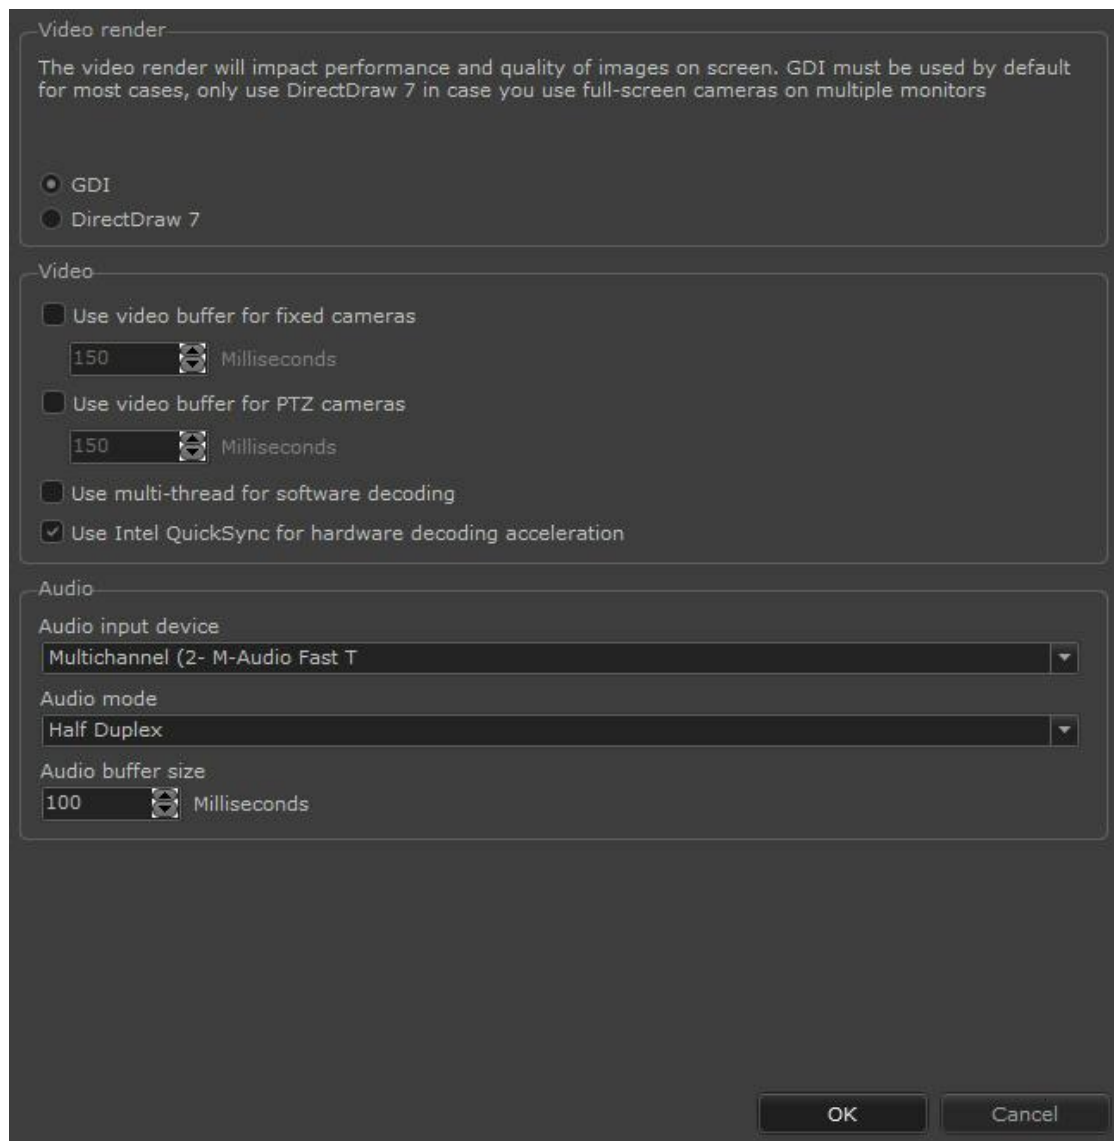 Video render
The video render will impact performance and quality of images on screen. GDI must be used by default
for most cases, only use DirectDraw 7 in case you use full-screen cameras on multiple monitors
GDI
DirectDraw 7
Video
Use video buffer for fixed cameras
150 Milliseconds
Use video buffer for PTZ cameras
150 Milliseconds
Use multi-thread for software decoding
Use Intel QuickSync for hardware decoding acceleration
Audio
Audio input device
Multichannel (2- M-Audio Fast T
Audio mode
Half Duplex
Audio buffer size
100 Milliseconds
OK Cancel